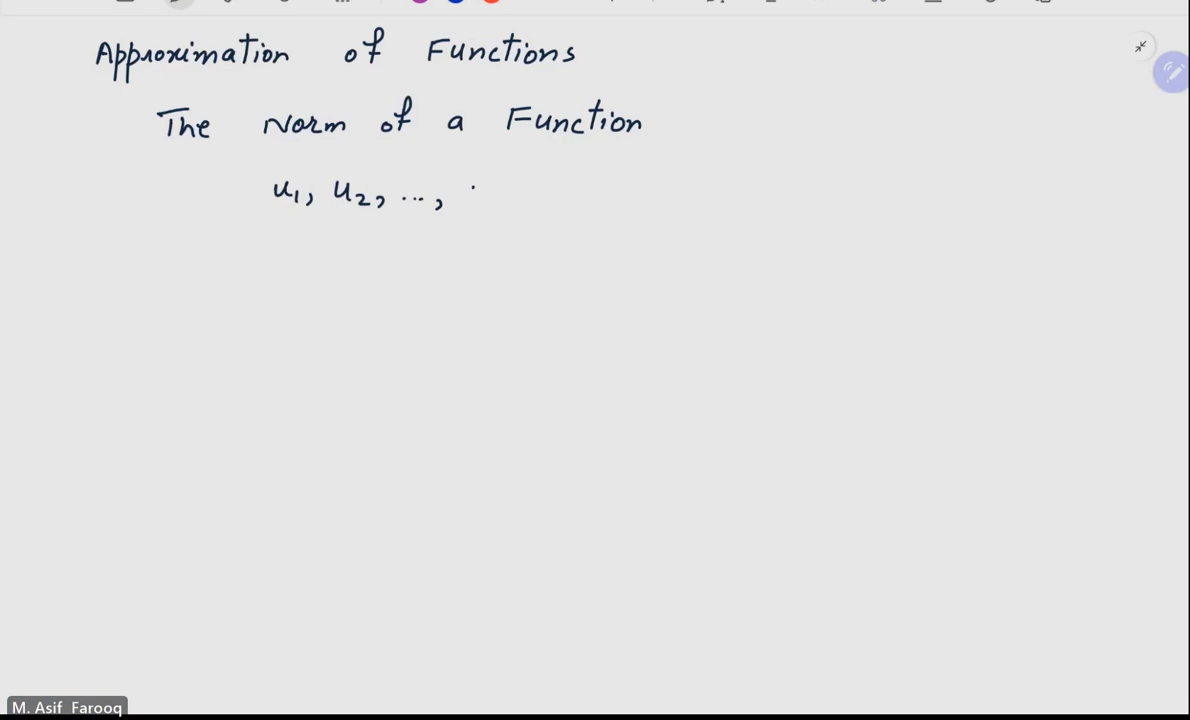 Approximation of Functions
The Norm of a Function
u₁, u₂, ...,
M. Asif Farooq